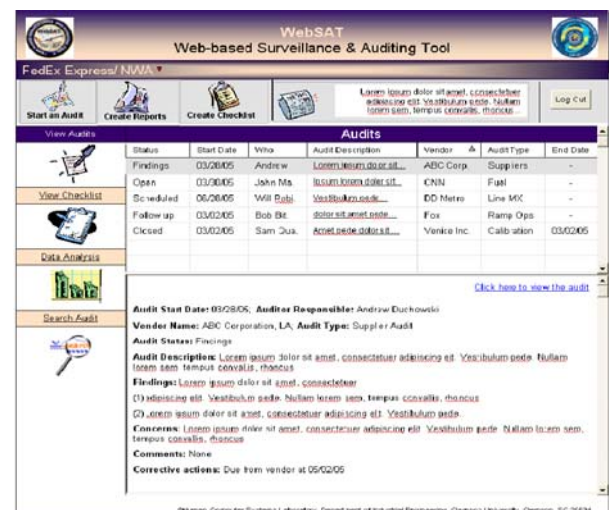 WebSAT
Web-based Surveillance & Auditing Tool
FedEx Express/ NWA
Start an Audit
Create Reports
Create Checklist
Lorem ipsum dolor sit amet, consectetuer
adipiscing elit. Vestibulum pede. Nullam
lorem sem, tempus convallis, rhoncus...
Log Out
View Audits
Audits
Status Start Date Who Audit Description Vendor Audit Type End Date
Findings 03/28/05 Andrew Lorem ipsum dolor sit... ABC Corp. Suppliers -
Open 03/30/05 John Ma. Ipsum lorem dolor sit... CNN Fuel -
Scheduled 06/28/05 Will Robi. Vestibulum pede... DD Metro Line MX -
Follow up 03/02/05 Bob Bit. dolor sit amet pede... Fox Ramp Ops -
Closed 03/02/05 Sam Dua. Amet pede dolor sit... Venice Inc. Calibration 03/02/05
View Checklist
Data Analysis
Search Audit
Click here to view the audit
Audit Start Date: 03/28/05; Auditor Responsible: Andrew Duchowski
Vendor Name: ABC Corporation, LA; Audit Type: Supplier Audit
Audit Status: Findings
Audit Description: Lorem ipsum dolor sit amet, consectetuer adipiscing elit. Vestibulum pede. Nullam
lorem sem, tempus convallis, rhoncus
Findings: Lorem ipsum dolor sit amet, consectetuer
(1) adipiscing elit. Vestibulum pede. Nullam lorem sem, tempus convallis, rhoncus
(2) Lorem ipsum dolor sit amet, consectetuer adipiscing elit. Vestibulum pede.
Concerns: Lorem ipsum dolor sit amet, consectetuer adipiscing elit. Vestibulum pede. Nullam lorem sem,
tempus convallis, rhoncus
Comments: None
Corrective actions: Due from vendor at 05/02/05